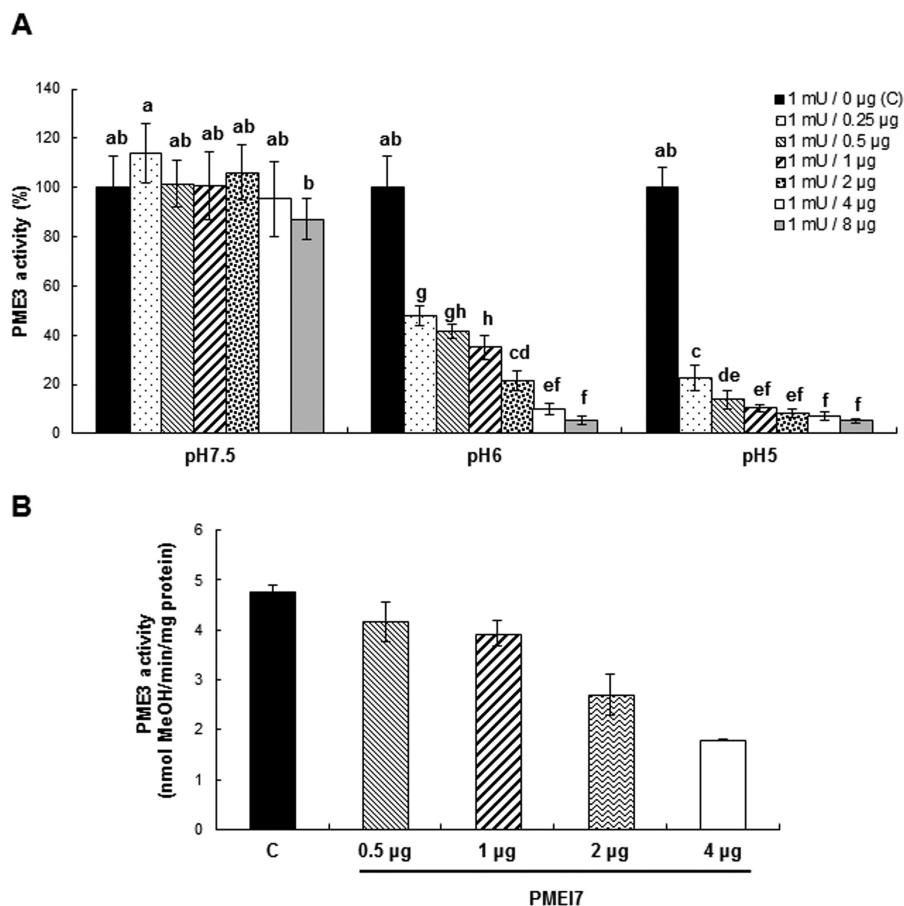 A
140
120
100
80
60
40
20
0
PME3 activity (%)
ab
a
ab
ab
ab
ab
b
ab
g
gh
h
cd
ef
f
ab
c
de
ef
ef
f
f
1 mU / 0 µg (C)
1 mU / 0.25 µg
1 mU / 0.5 µg
1 mU / 1 µg
1 mU / 2 µg
1 mU / 4 µg
1 mU / 8 µg
pH7.5
pH6
pH5
B
6
5
4
3
2
1
0
PME3 activity
(nmol MeOH/min/mg protein)
C
0.5 µg
1 µg
2 µg
4 µg
PMEI7